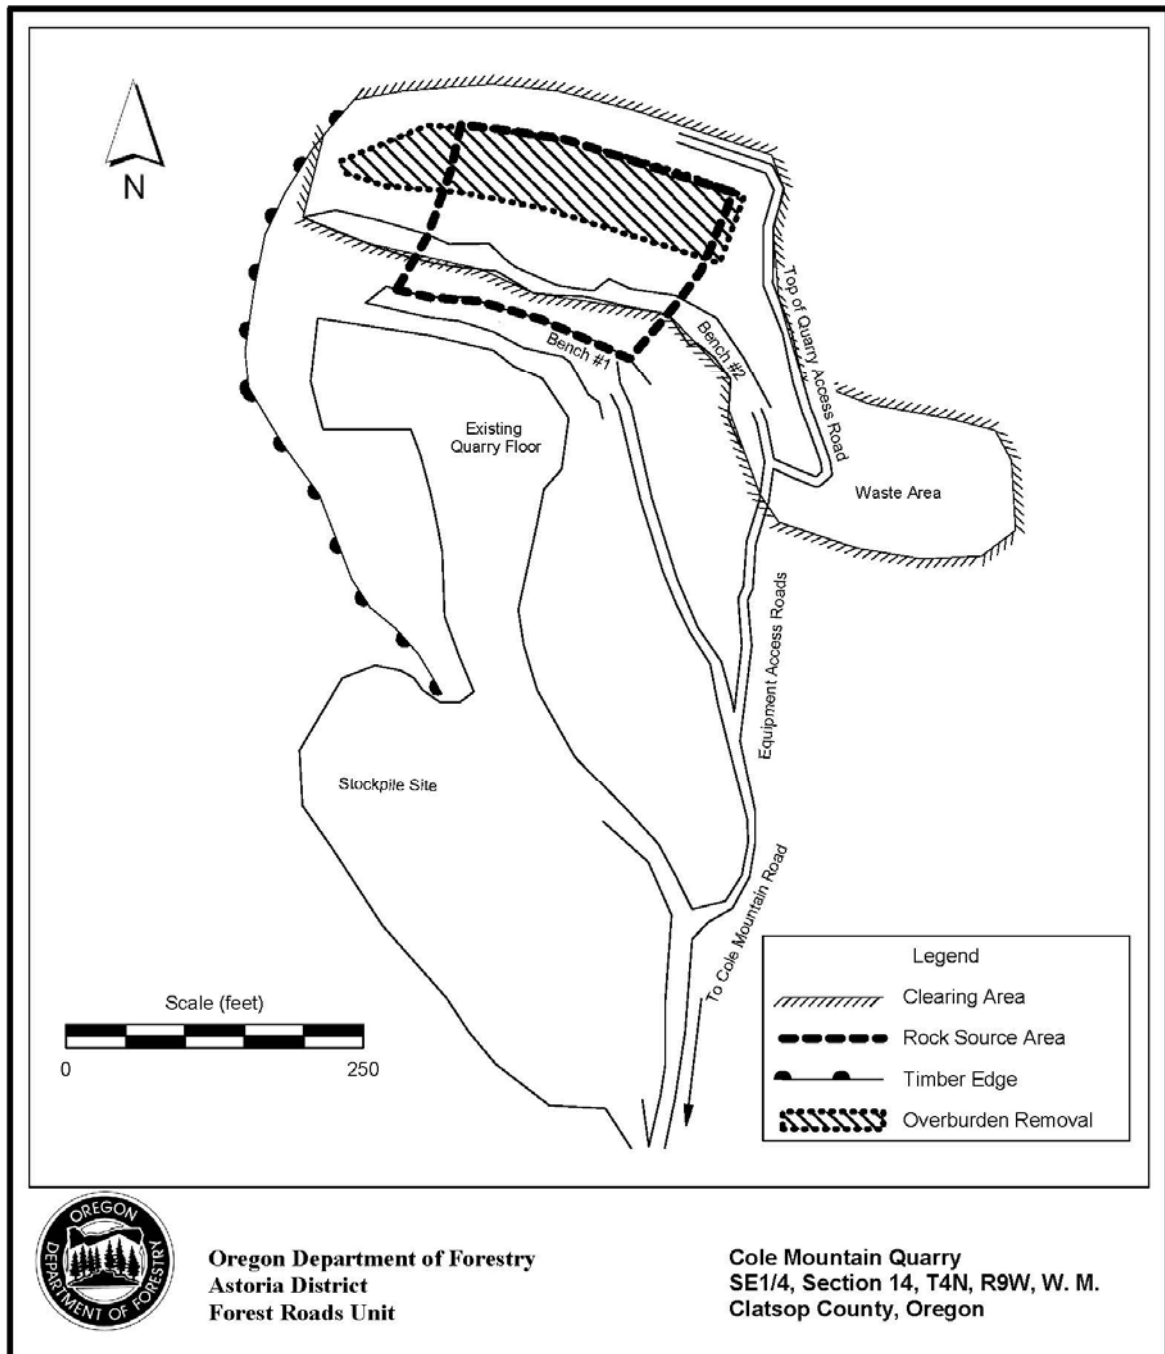 N
Top of Quarry Access Road
Bench #1
Bench #2
Existing
Quarry Floor
Waste Area
Equipment Access Roads
Stockpile Site
To Cole Mountain Road
Scale (feet)
0
250
Legend
Clearing Area
Rock Source Area
Timber Edge
Overburden Removal
OREGON
DEPARTMENT OF FORESTRY
Oregon Department of Forestry
Astoria District
Forest Roads Unit
Cole Mountain Quarry
SE1/4, Section 14, T4N, R9W, W. M.
Clatsop County, Oregon